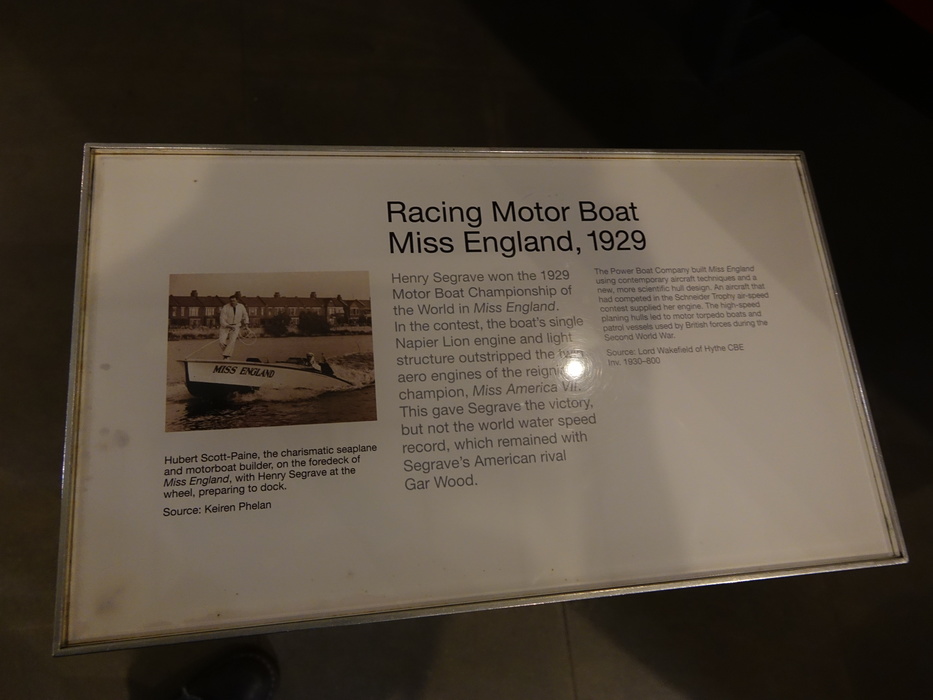 Racing Motor Boat
Miss England, 1929
Henry Segrave won the 1929
Motor Boat Championship of
the World in Miss England.
In the contest, the boat's single
Napier Lion engine and light
structure outstripped the
aero engines of the reigning
champion, Miss America VII.
This gave Segrave the victory,
but not the world water speed
record, which remained with
Segrave's American rival
Gar Wood.
The Power Boat Company built Miss England
using contemporary aircraft techniques and a
new, more scientific hull design. An aircraft that
had competed in the Schneider Trophy air-speed
contest supplied her engine. The high-speed
planing hulls led to motor torpedo boats and
patrol vessels used by British forces during the
Second World War.
Source: Lord Wakefield of Hythe CBE
Inv. 1930–800
MISS ENGLAND
Hubert Scott-Paine, the charismatic seaplane
and motorboat builder, on the foredeck of
Miss England, with Henry Segrave at the
wheel, preparing to dock.
Source: Keiren Phelan